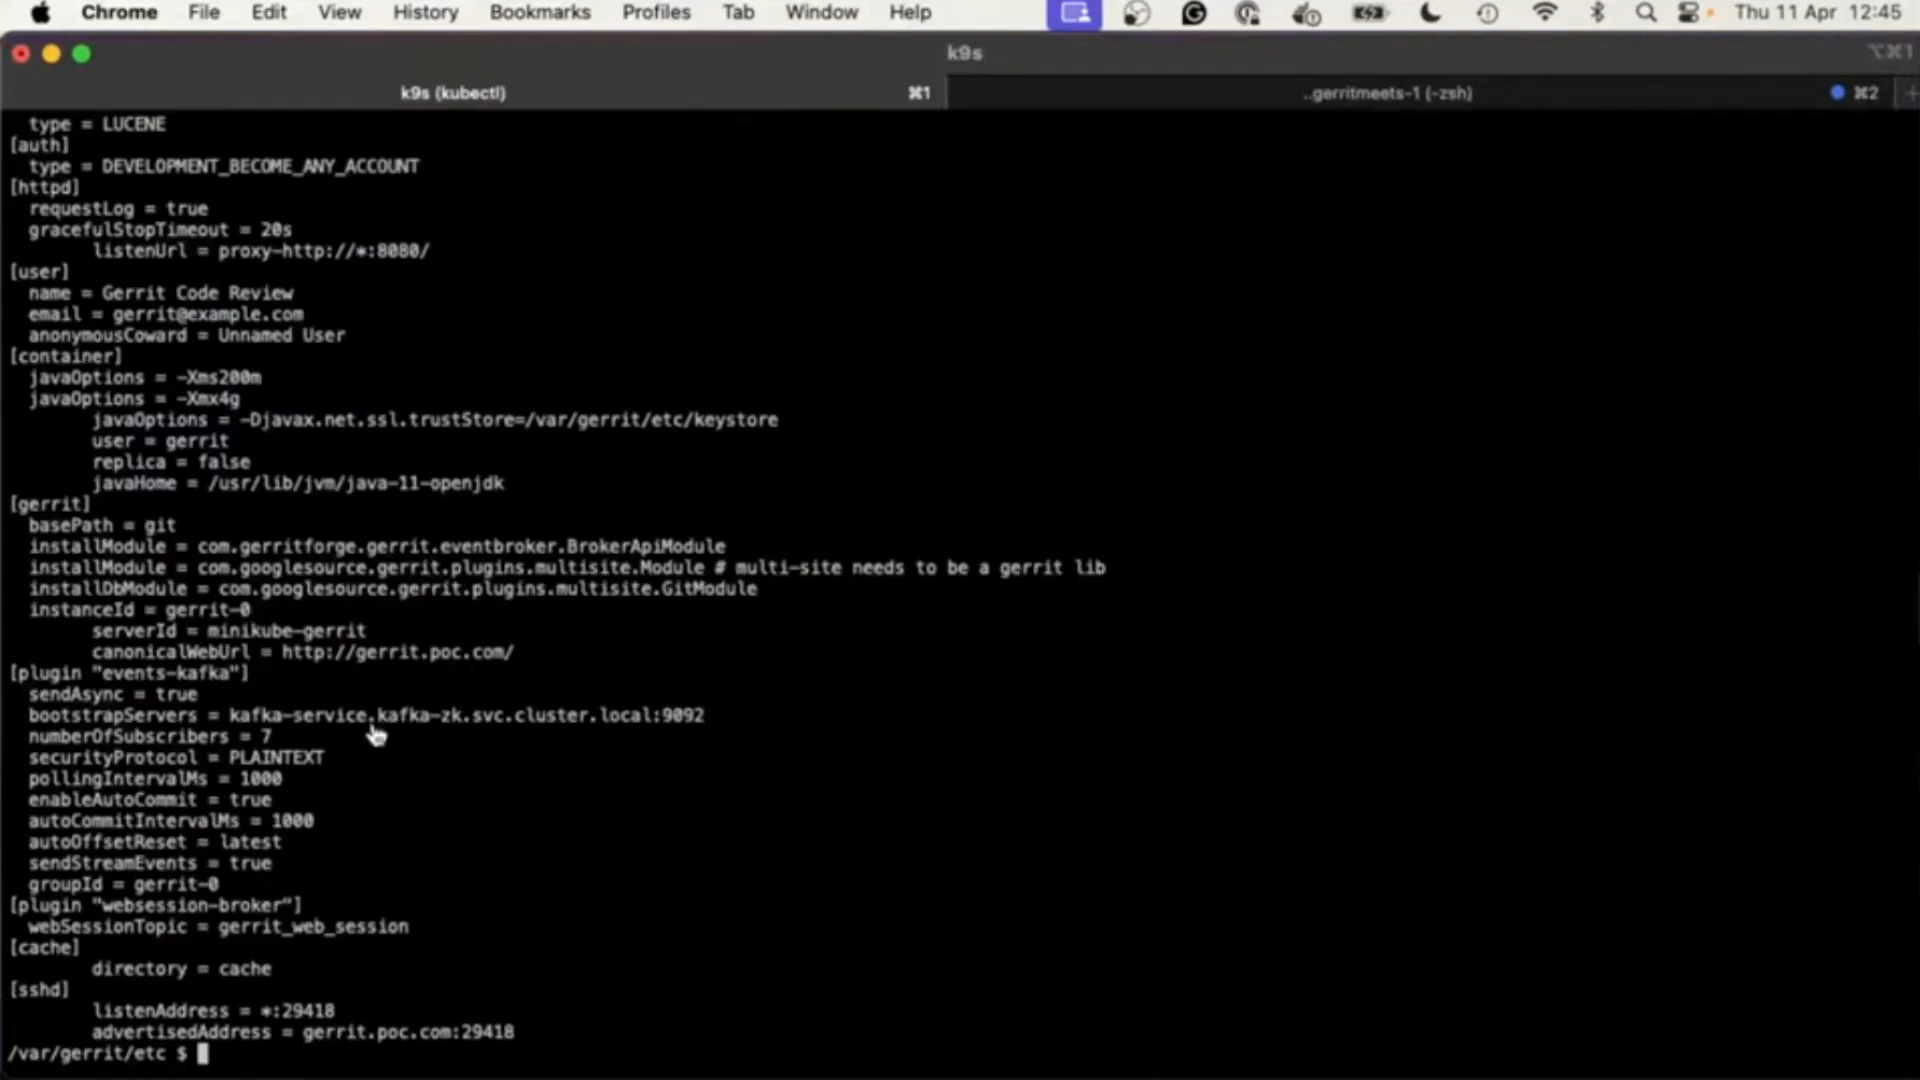 Chrome File Edit View History Bookmarks Profiles Tab Window Help Thu 11 Apr 12:45
k9s ⌥⌘1
k9s (kubectl) ⌘1 ..gerritmeets-1 (-zsh) ⌘2 +
type = LUCENE
[auth]
type = DEVELOPMENT_BECOME_ANY_ACCOUNT
[httpd]
requestLog = true
gracefulStopTimeout = 20s
listenUrl = proxy-http://*:8080/
[user]
name = Gerrit Code Review
email = gerrit@example.com
anonymousCoward = Unnamed User
[container]
javaOptions = -Xms200m
javaOptions = -Xmx4g
javaOptions = -Djavax.net.ssl.trustStore=/var/gerrit/etc/keystore
user = gerrit
replica = false
javaHome = /usr/lib/jvm/java-11-openjdk
[gerrit]
basePath = git
installModule = com.gerritforge.gerrit.eventbroker.BrokerApiModule
installModule = com.googlesource.gerrit.plugins.multisite.Module # multi-site needs to be a gerrit lib
installDbModule = com.googlesource.gerrit.plugins.multisite.GitModule
instanceId = gerrit-0
serverId = minikube-gerrit
canonicalWebUrl = http://gerrit.poc.com/
[plugin "events-kafka"]
sendAsync = true
bootstrapServers = kafka-service.kafka-zk.svc.cluster.local:9092
numberOfSubscribers = 7
securityProtocol = PLAINTEXT
pollingIntervalMs = 1000
enableAutoCommit = true
autoCommitIntervalMs = 1000
autoOffsetReset = latest
sendStreamEvents = true
groupId = gerrit-0
[plugin "websession-broker"]
webSessionTopic = gerrit_web_session
[cache]
directory = cache
[sshd]
listenAddress = *:29418
advertisedAddress = gerrit.poc.com:29418
/var/gerrit/etc $